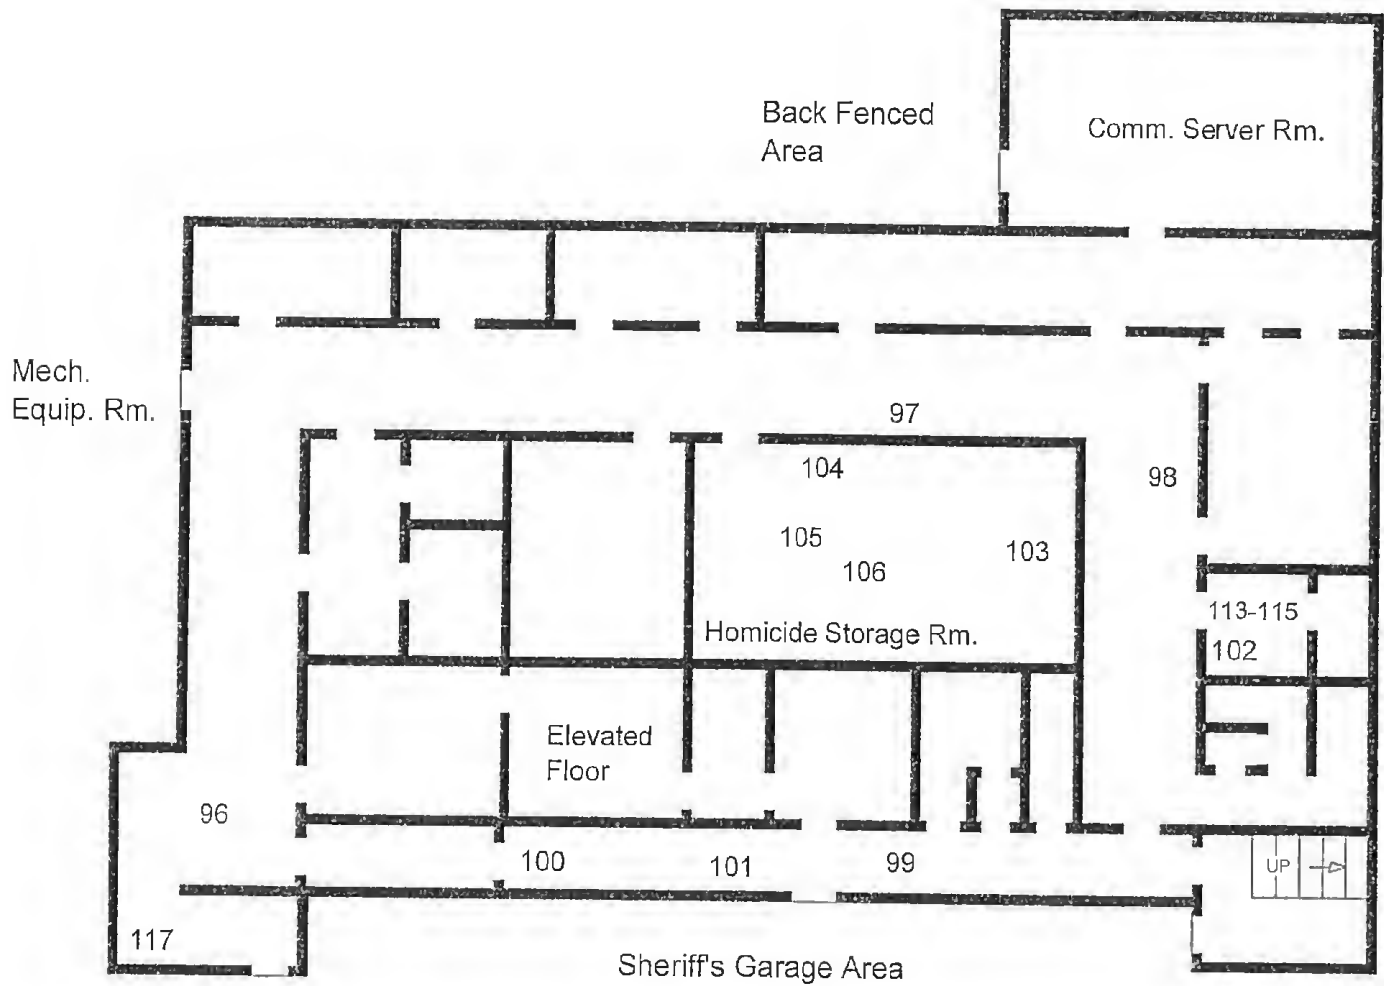 Back Fenced
Area
Comm. Server Rm.
Mech.
Equip. Rm.
97
104
98
105
103
106
113-115
Homicide Storage Rm.
102
Elevated
Floor
96
100
101
99
UP
117
Sheriff's Garage Area